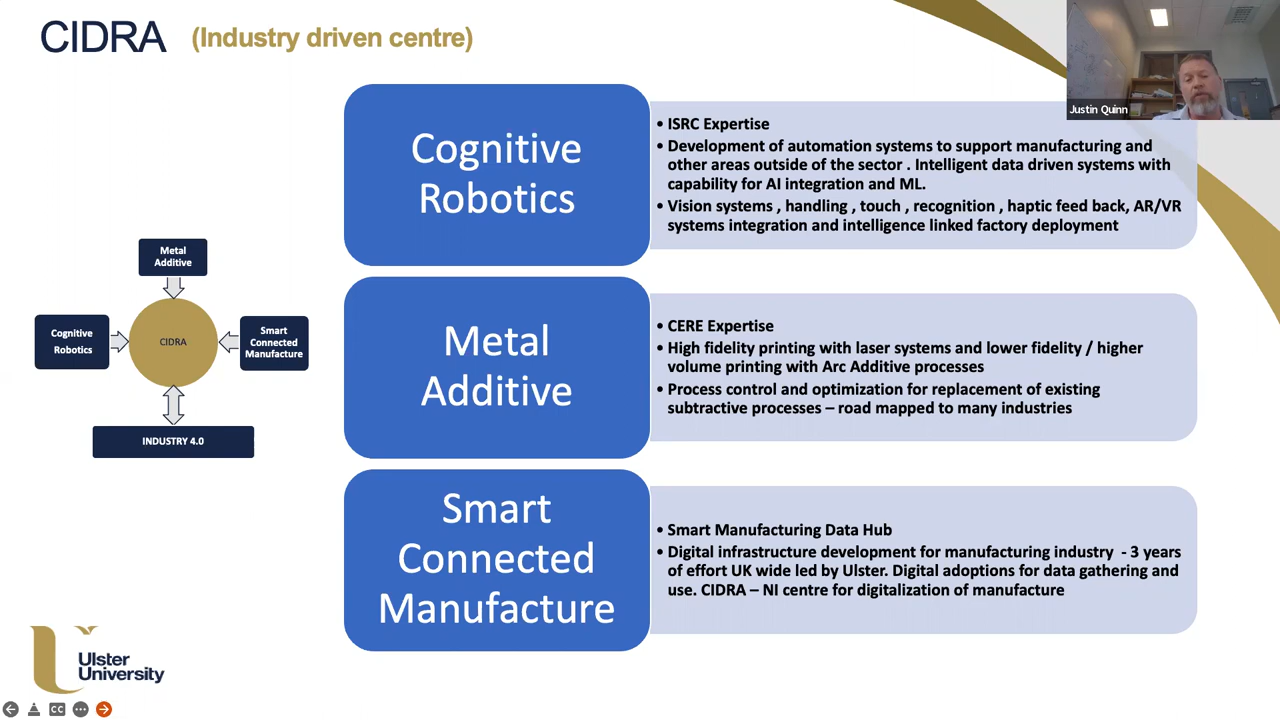 CIDRA (Industry driven centre)
Justin Quinn
Cognitive
Robotics
• ISRC Expertise
• Development of automation systems to support manufacturing and
other areas outside of the sector . Intelligent data driven systems with
capability for AI integration and ML.
• Vision systems , handling , touch , recognition , haptic feed back, AR/VR
systems integration and intelligence linked factory deployment
Metal
Additive
Cognitive
Robotics
CIDRA
Smart
Connected
Manufacture
INDUSTRY 4.0
Metal
Additive
• CERE Expertise
• High fidelity printing with laser systems and lower fidelity / higher
volume printing with Arc Additive processes
• Process control and optimization for replacement of existing
subtractive processes – road mapped to many industries
Smart
Connected
Manufacture
• Smart Manufacturing Data Hub
• Digital infrastructure development for manufacturing industry  - 3 years
of effort UK wide led by Ulster. Digital adoptions for data gathering and
use. CIDRA – NI centre for digitalization of manufacture
Ulster
University
CC